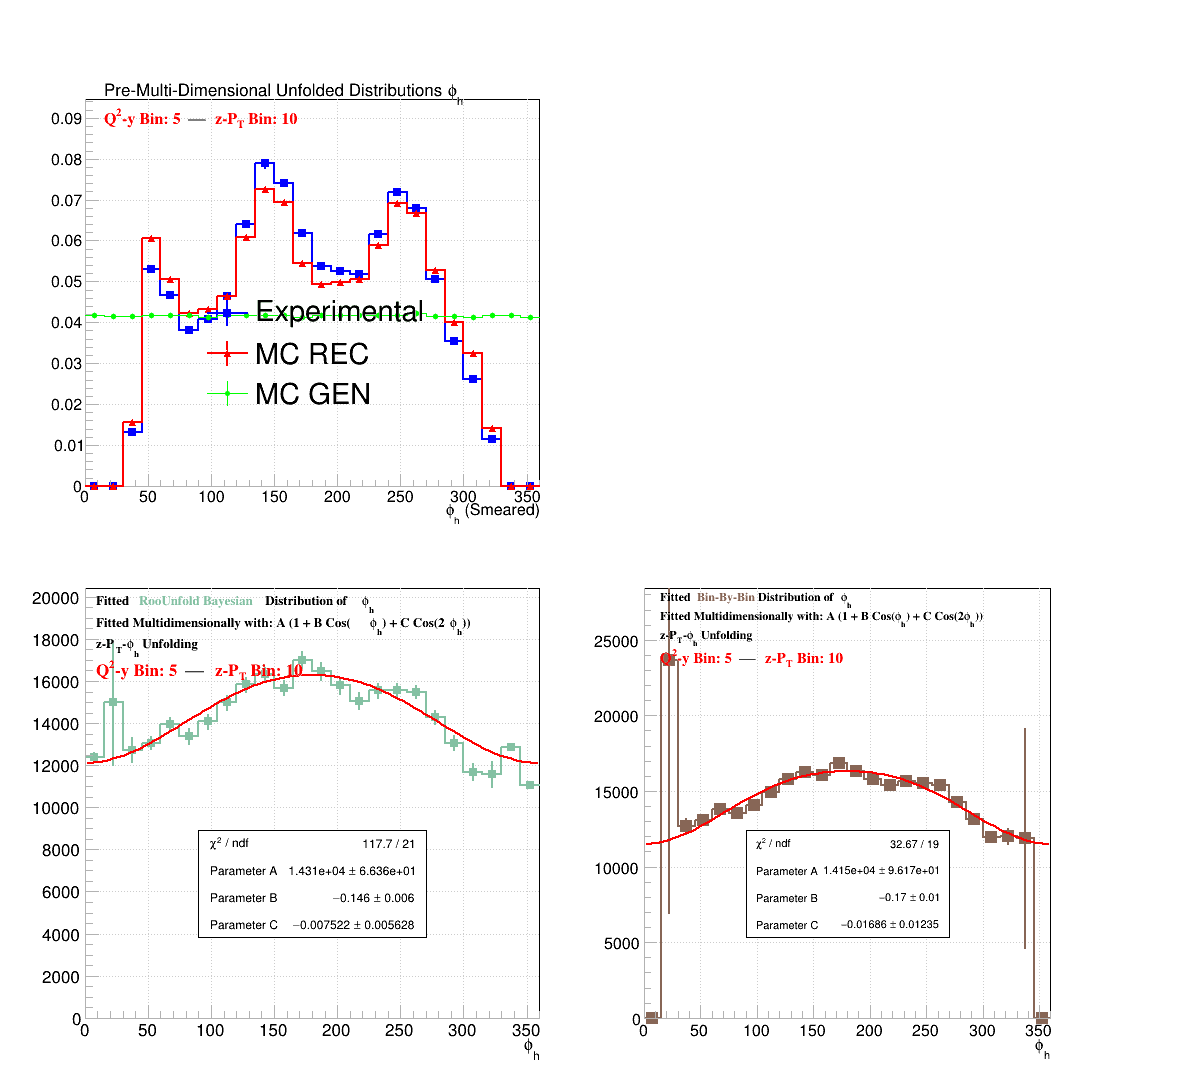 Pre-Multi-Dimensional Unfolded Distributions ϕh
Q2-y Bin: 5 — z-PT Bin: 10
0.09
0.08
0.07
0.06
0.05
0.04
0.03
0.02
0.01
0
Experimental
MC REC
MC GEN
0 50 100 150 200 250 300 350
ϕh (Smeared)
Fitted RooUnfold Bayesian Distribution of ϕh
Fitted Multidimensionally with: A (1 + B Cos(ϕh) + C Cos(2 ϕh))
z-PT-ϕh Unfolding
Q2-y Bin: 5 — z-PT Bin: 10
20000
18000
16000
14000
12000
10000
8000
6000
4000
2000
0
χ2 / ndf 117.7 / 21
Parameter A 1.431e+04 ± 6.636e+01
Parameter B −0.146 ± 0.006
Parameter C −0.007522 ± 0.005628
0 50 100 150 200 250 300 350
ϕh
Fitted Bin-By-Bin Distribution of ϕh
Fitted Multidimensionally with: A (1 + B Cos(ϕh) + C Cos(2ϕh))
z-PT-ϕh Unfolding
Q2-y Bin: 5 — z-PT Bin: 10
25000
20000
15000
10000
5000
0
χ2 / ndf 32.67 / 19
Parameter A 1.415e+04 ± 9.617e+01
Parameter B −0.17 ± 0.01
Parameter C −0.01686 ± 0.01235
0 50 100 150 200 250 300 350
ϕh